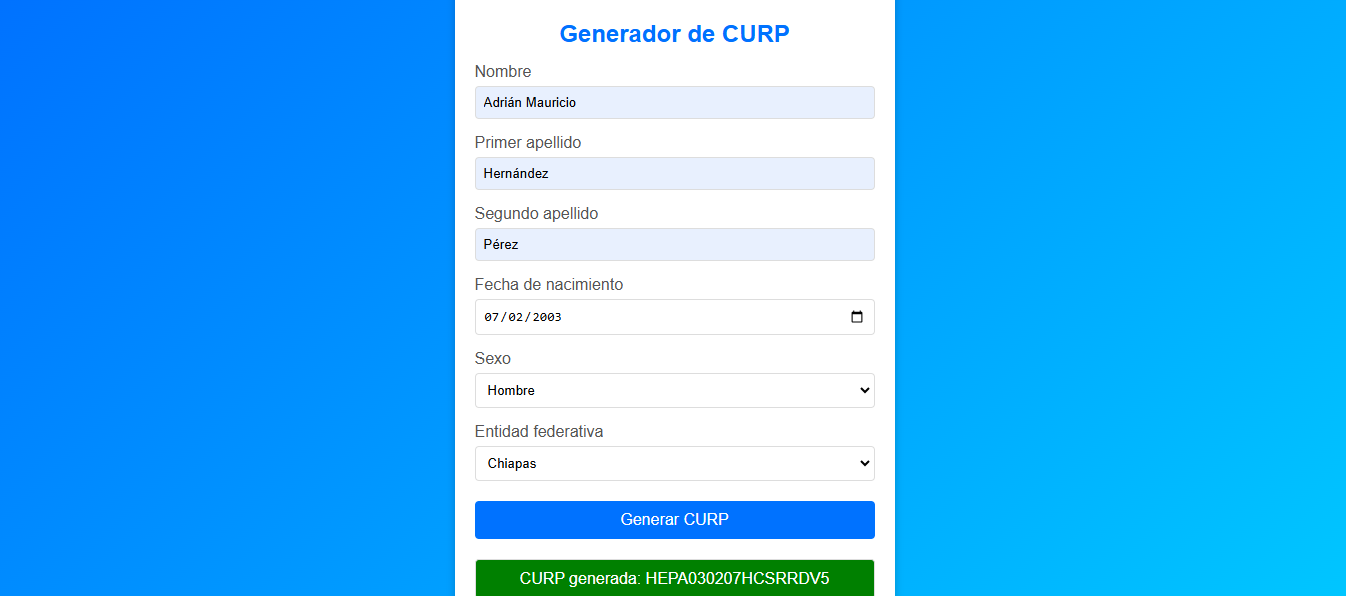 Generador de CURP
Nombre
Adrián Mauricio
Primer apellido
Hernández
Segundo apellido
Pérez
Fecha de nacimiento
07/02/2003
Sexo
Hombre
Entidad federativa
Chiapas
Generar CURP
CURP generada: HEPA030207HCSRRDV5